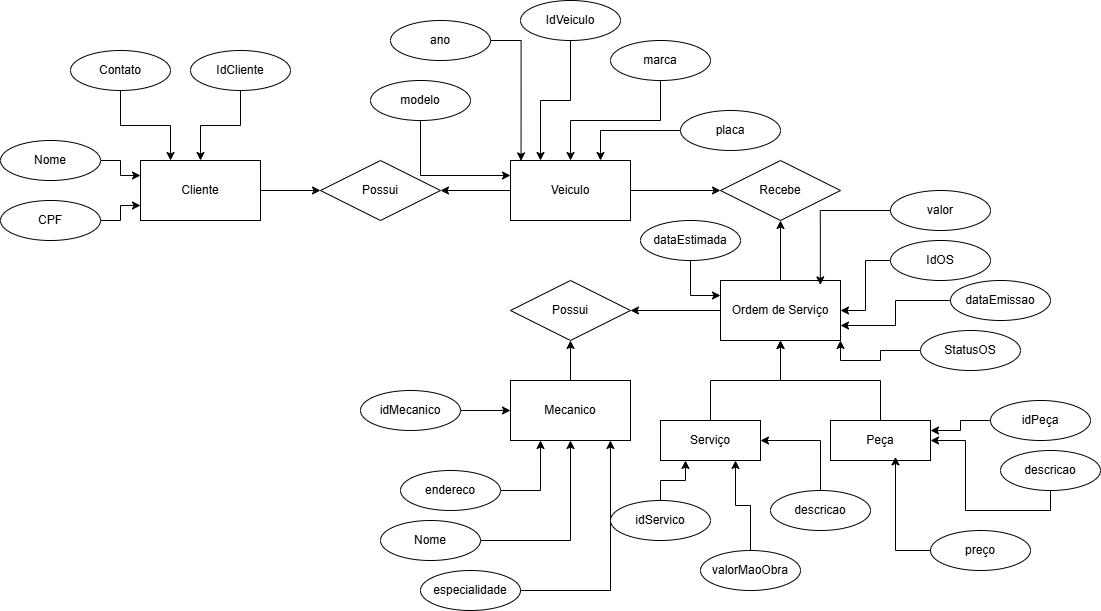 IdVeiculo
ano
marca
Contato
IdCliente
modelo
placa
Nome
Cliente
Possui
Veiculo
Recebe
CPF
valor
dataEstimada
IdOS
dataEmissao
Possui
Ordem de Serviço
StatusOS
idMecanico
Mecanico
idPeça
Serviço
Peça
descricao
endereco
descricao
idServico
Nome
preço
valorMaoObra
especialidade